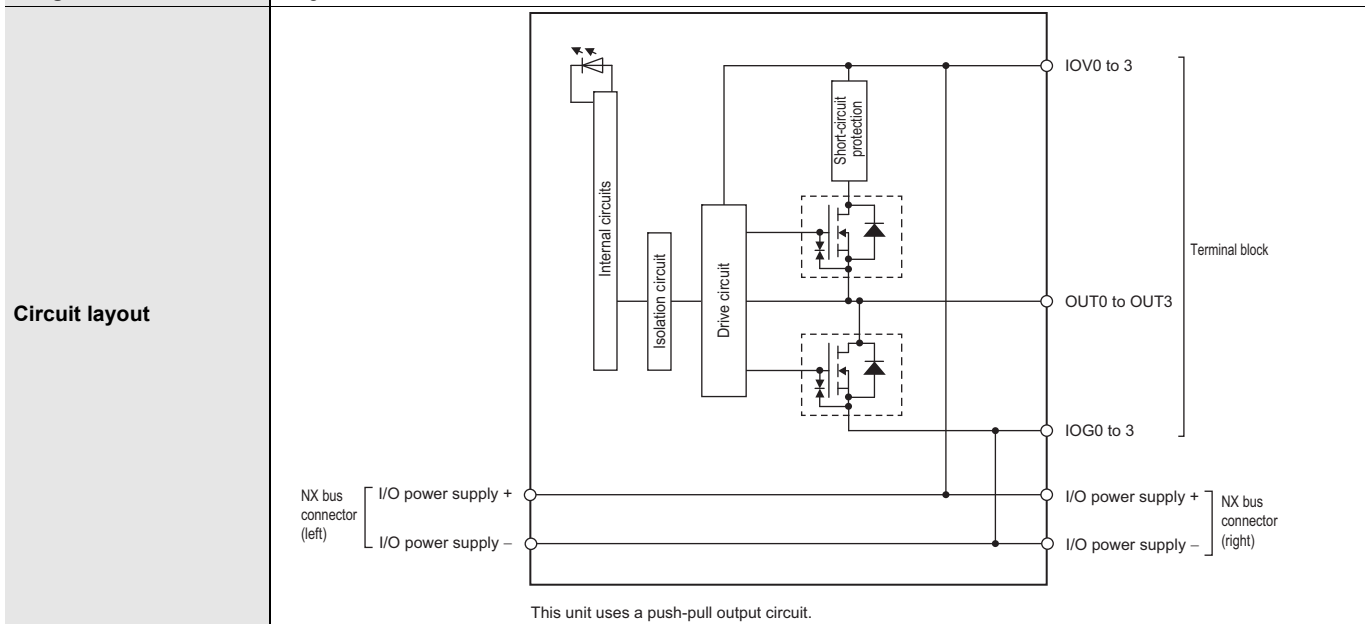 Circuit layout
Internal circuits
Isolation circuit
Drive circuit
Short-circuit
protection
IOV0 to 3
Terminal block
OUT0 to OUT3
IOG0 to 3
NX bus
connector
(left)
I/O power supply +
I/O power supply −
I/O power supply +
I/O power supply −
NX bus
connector
(right)
This unit uses a push-pull output circuit.